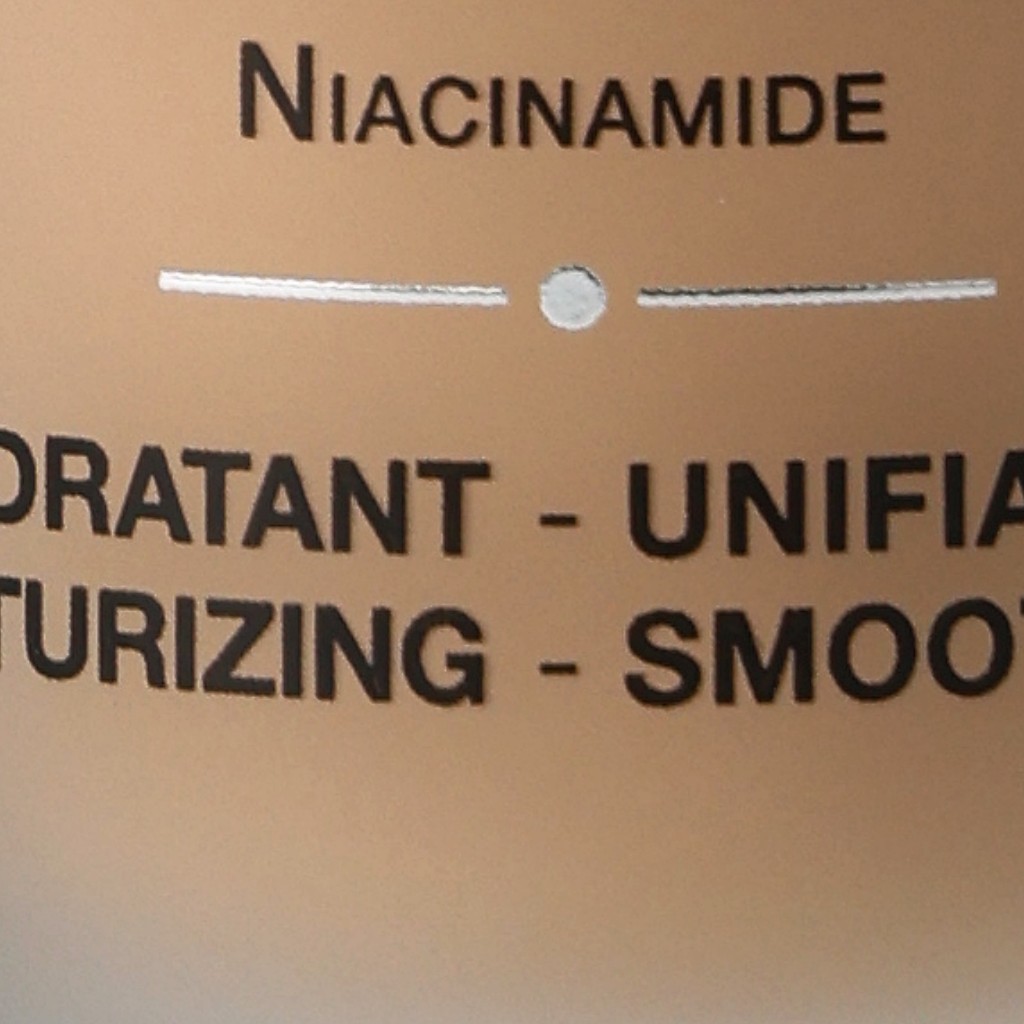 NIACINAMIDE
DRATANT - UNIFIA
TURIZING - SMOOT